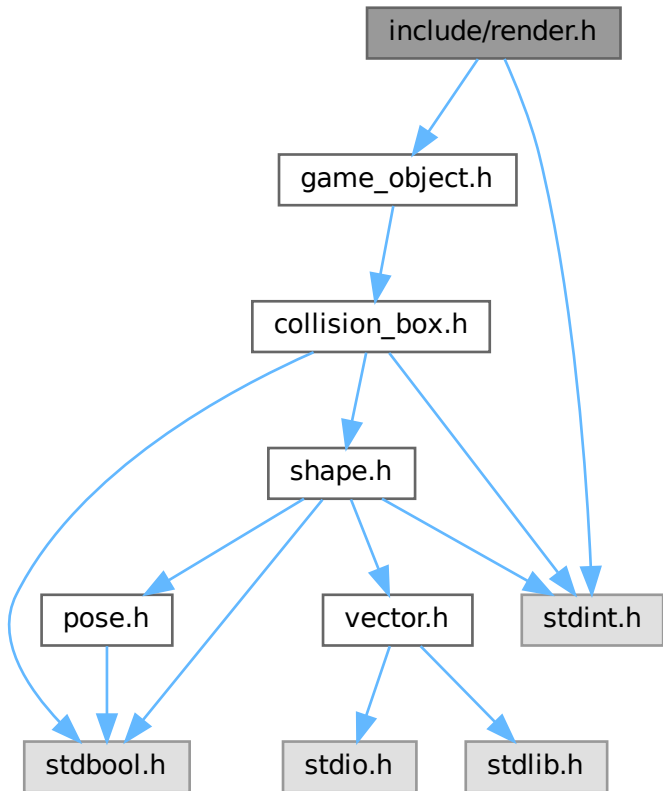 include/render.h
game_object.h
collision_box.h
shape.h
pose.h
vector.h
stdint.h
stdbool.h
stdio.h
stdlib.h